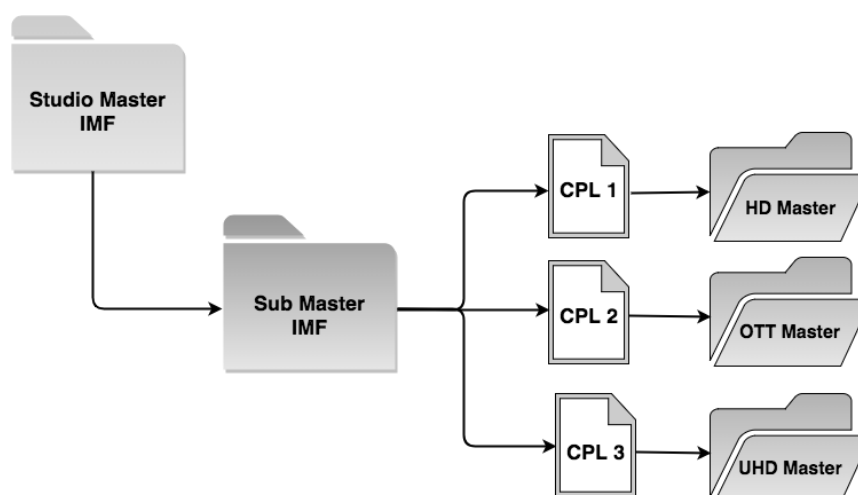 Studio Master
IMF
Sub Master
IMF
CPL 1
HD Master
CPL 2
OTT Master
CPL 3
UHD Master